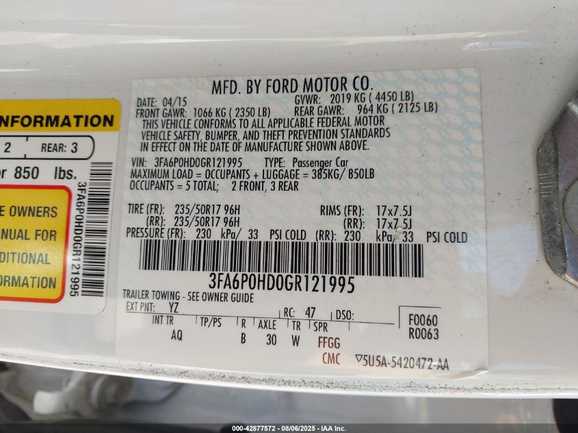 MFD. BY FORD MOTOR CO.
DATE: 04/15 GVWR: 2019 KG ( 4450 LB)
FRONT GAWR: 1066 KG ( 2350 LB) REAR GAWR: 964 KG ( 2125 LB)
THIS VEHICLE CONFORMS TO ALL APPLICABLE FEDERAL MOTOR
VEHICLE SAFETY, BUMPER, AND THEFT PREVENTION STANDARDS
IN EFFECT ON THE DATE OF MANUFACTURE SHOWN ABOVE.
VIN: 3FA6P0HD0GR121995 TYPE: Passenger Car
MAXIMUM LOAD = OCCUPANTS + LUGGAGE = 385KG/ 850LB
OCCUPANTS = 5 TOTAL; 2 FRONT, 3 REAR
TIRE (FR): 235/50R17 96H RIMS (FR): 17x7.5J
(RR): 235/50R17 96H (RR): 17x7.5J
PRESSURE (FR): 230 kPa/ 33 PSI COLD (RR): 230 kPa/ 33 PSI COLD
3FA6P0HD0GR121995
TRAILER TOWING - SEE OWNER GUIDE
EXT PNT: YZ RC: 47 DSO: F0060
INT TR TP/PS R AXLE TR SPR R0063
AQ B 30 W FFGG
CMC 5U5A-5420472-AA
INFORMATION
2 REAR: 3
or 850 lbs.
E OWNERS
ANUAL FOR
DDITIONAL
ORMATION
3FA6P0HD0GR121995
000-42877572 - 08/06/2025 - IAAI.COM